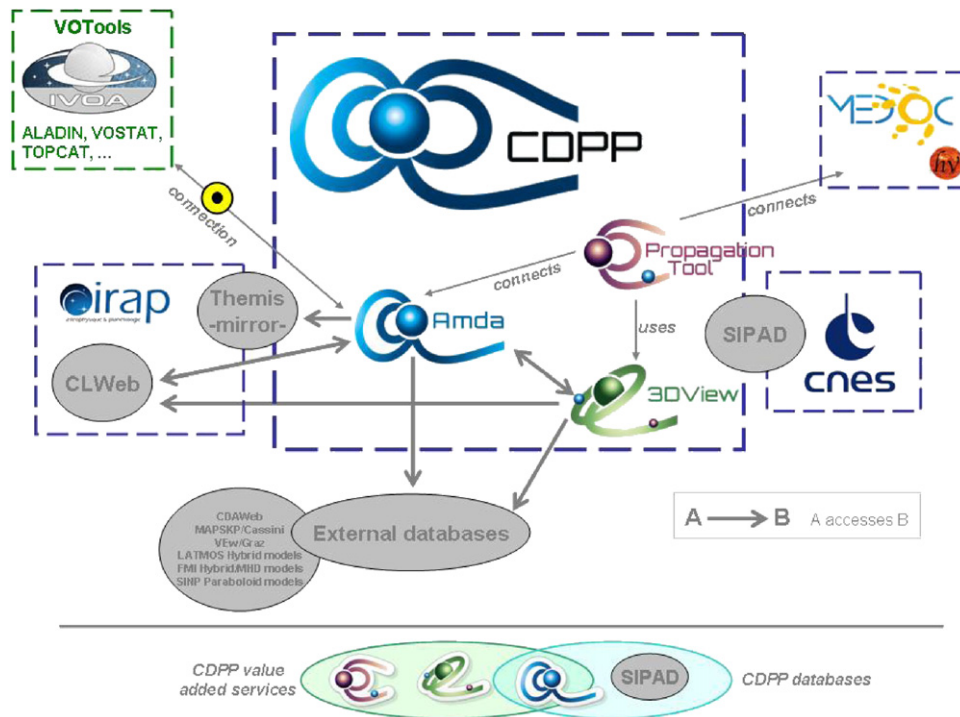 VOTools
IVOA
ALADIN, VOSTAT,
TOPCAT, ...
connection
CDPP
MEDOC
connects
Propagation
Tool
connects
irap
Themis
-mirror-
Amda
uses
SIPAD
cnes
CLWeb
3DView
CDAWeb
MAPSKP/Cassini
VEw/Graz
LATMOS Hybrid models
FMI Hybrid/MHD models
SINP Paraboloid models
External databases
A B A accesses B
CDPP value
added services
SIPAD
CDPP databases